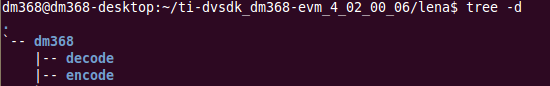 dm368@dm368-desktop:~/ti-dvsdk_dm368-evm_4_02_00_06/lena$ tree -d
.
`-- dm368
    |-- decode
    |-- encode